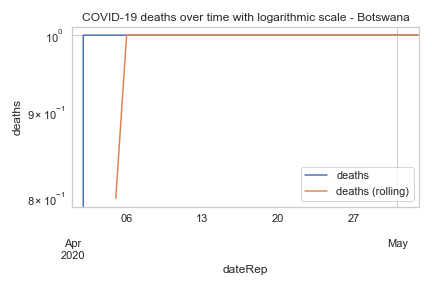 COVID-19 deaths over time with logarithmic scale - Botswana
10⁰
9 × 10⁻¹
8 × 10⁻¹
deaths
deaths
deaths (rolling)
06 13 20 27
Apr May
2020
dateRep